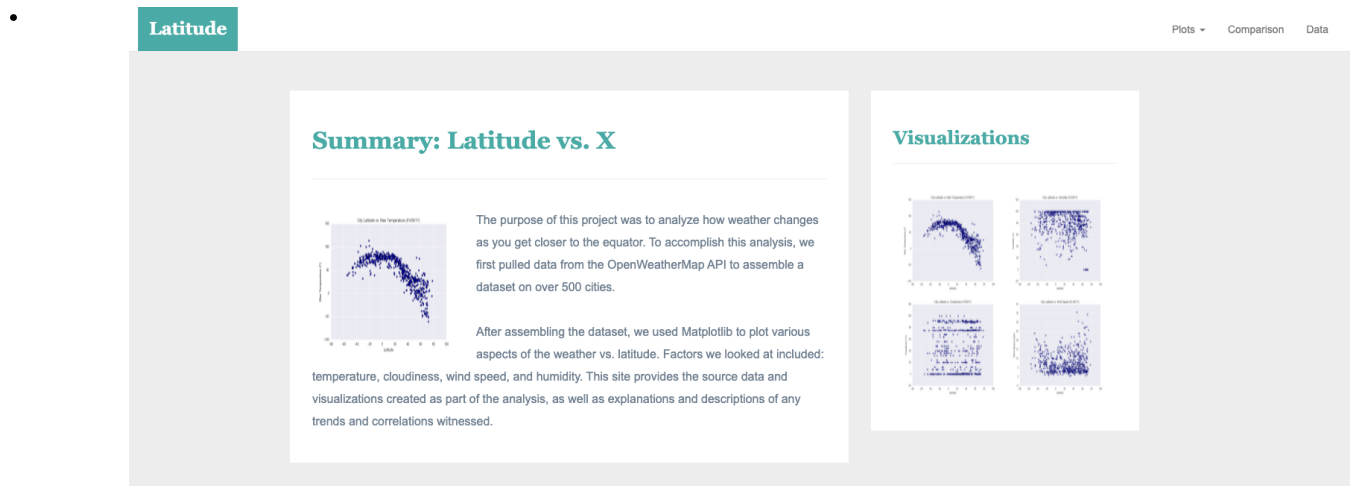 Latitude
Plots
Comparison
Data
Summary: Latitude vs. X
The purpose of this project was to analyze how weather changes
as you get closer to the equator. To accomplish this analysis, we
first pulled data from the OpenWeatherMap API to assemble a
dataset on over 500 cities.
After assembling the dataset, we used Matplotlib to plot various
aspects of the weather vs. latitude. Factors we looked at included:
temperature, cloudiness, wind speed, and humidity. This site provides the source data and
visualizations created as part of the analysis, as well as explanations and descriptions of any
trends and correlations witnessed.
Visualizations